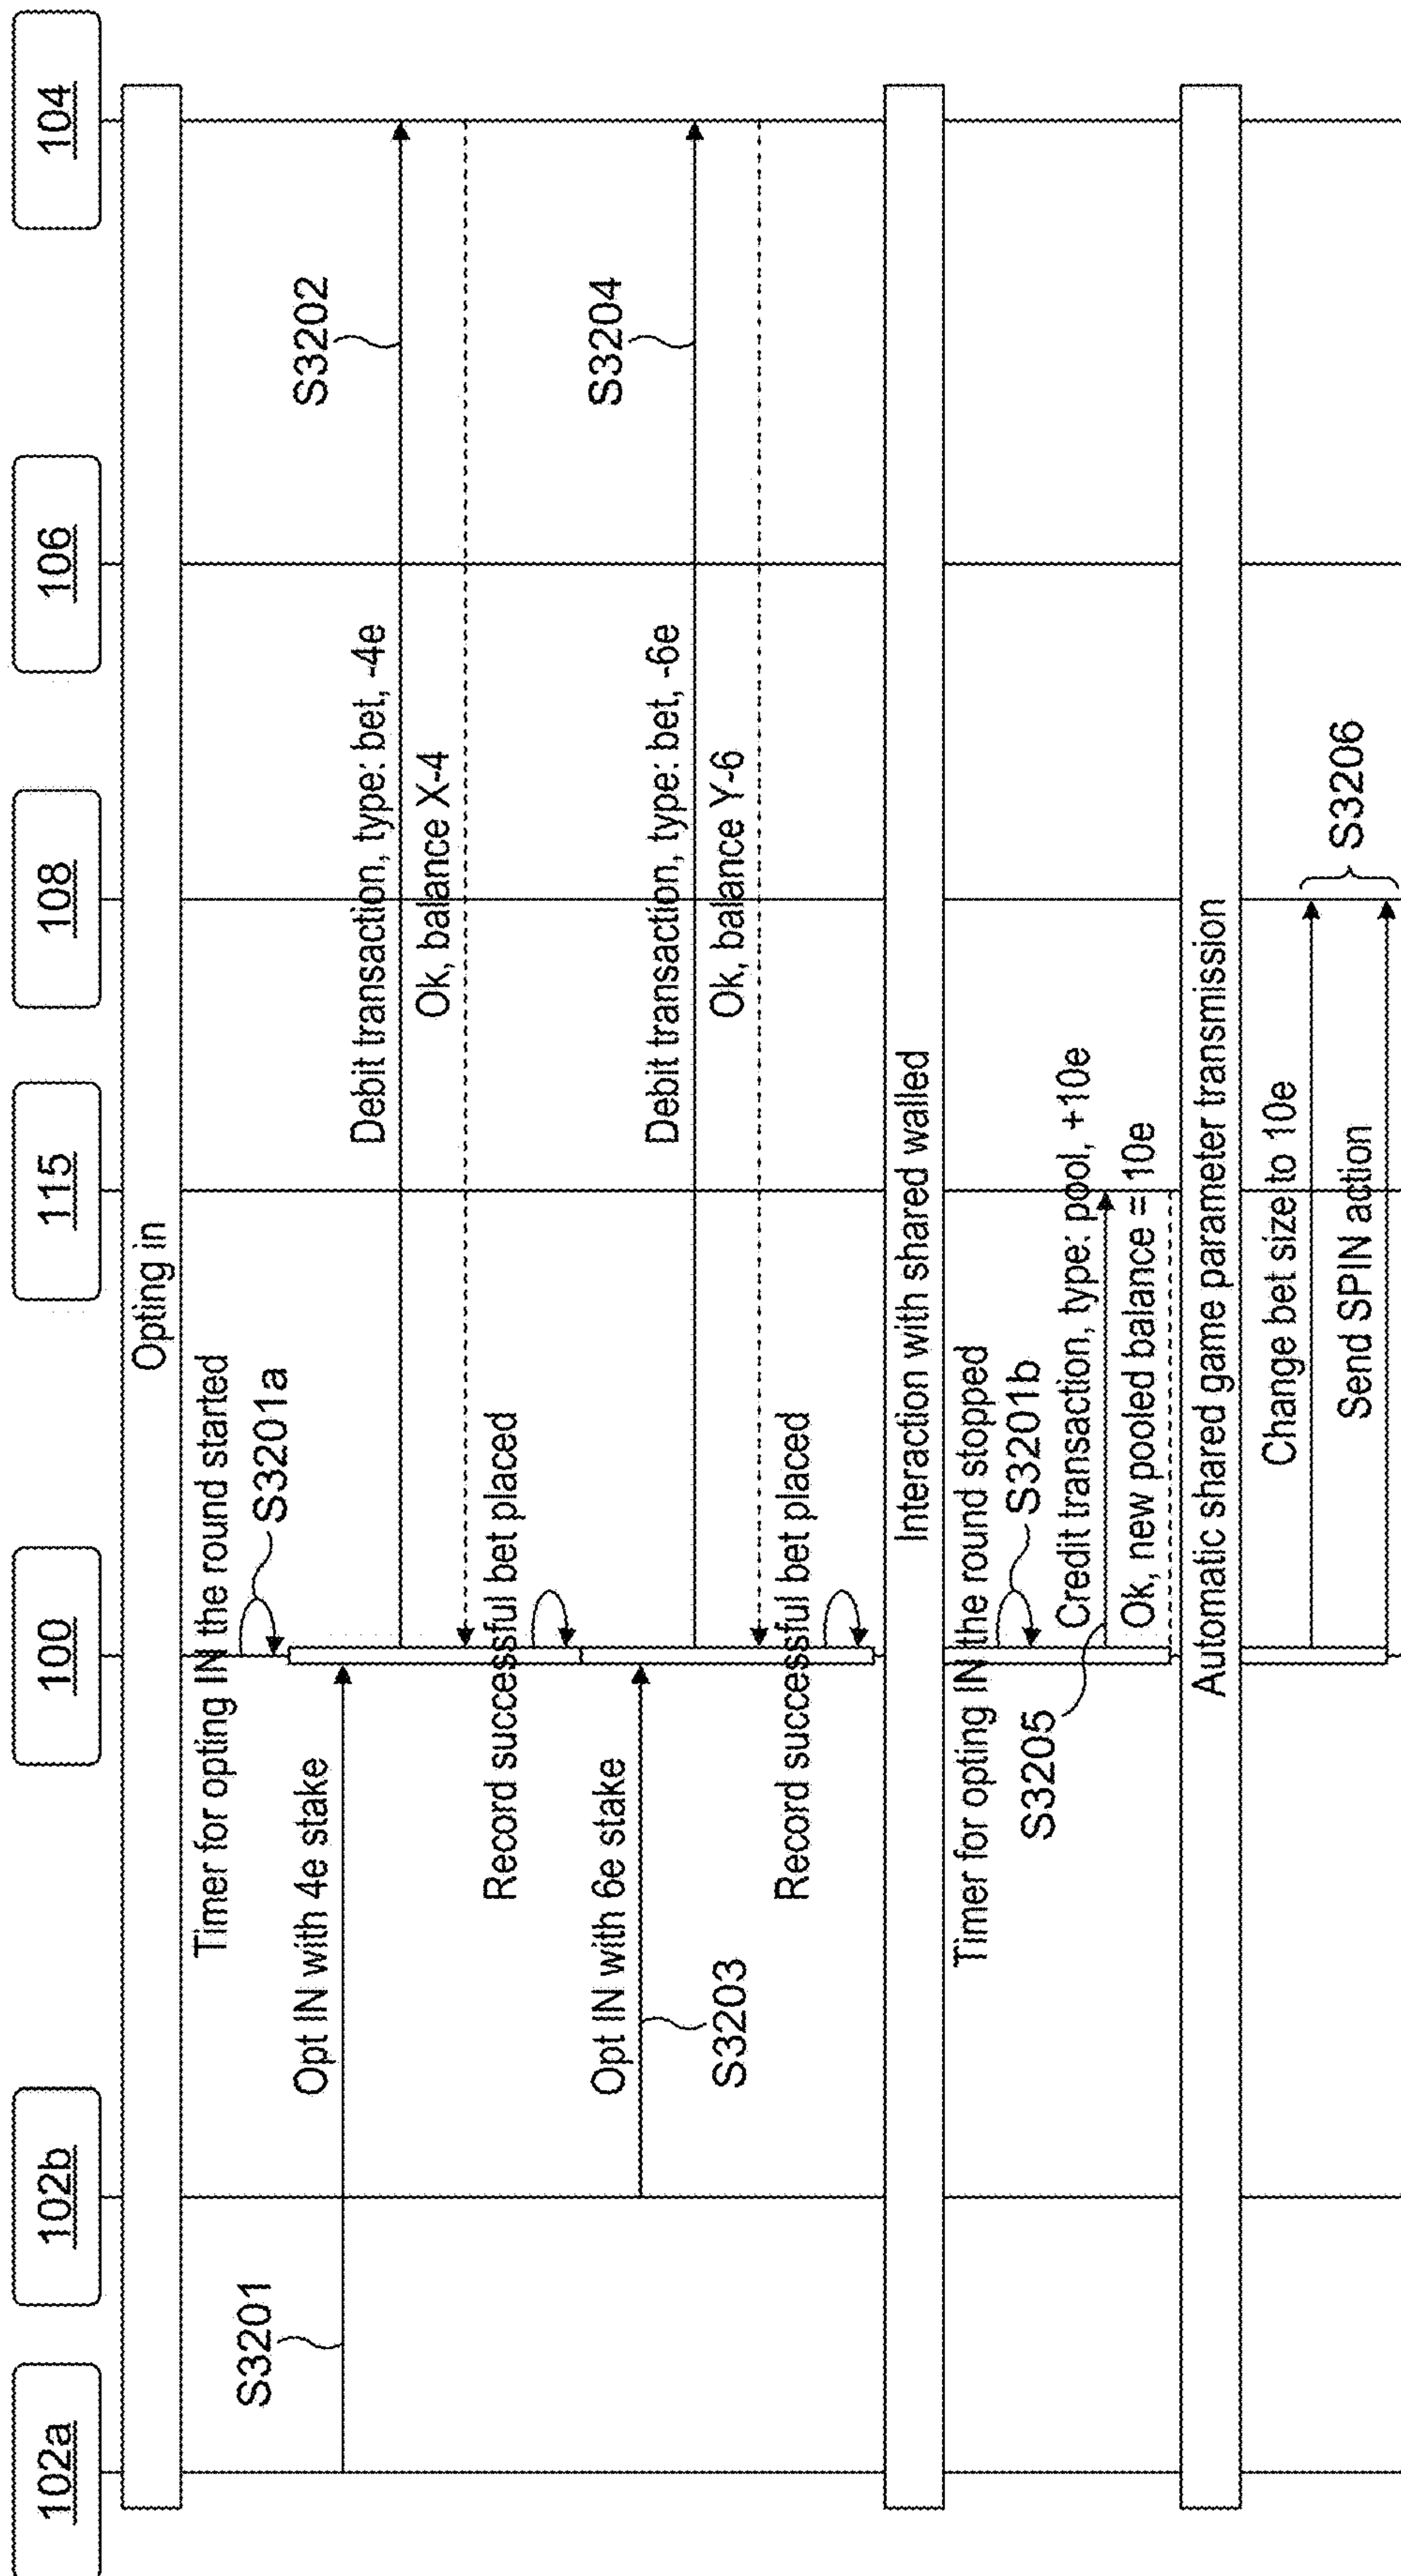 102a
102b
100
115
108
106
104
Opting in
Timer for opting IN the round started
S3201a
S3201
Opt IN with 4e stake
S3202
Debit transaction, type: bet, -4e
Ok, balance X-4
Record successful bet placed
Opt IN with 6e stake
S3203
S3204
Debit transaction, type: bet, -6e
Ok, balance Y-6
Record successful bet placed
Interaction with shared walled
Timer for opting IN the round stopped
S3201b
S3205
Credit transaction, type: pool, +10e
Ok, new pooled balance = 10e
Automatic shared game parameter transmission
Change bet size to 10e
Send SPIN action
S3206